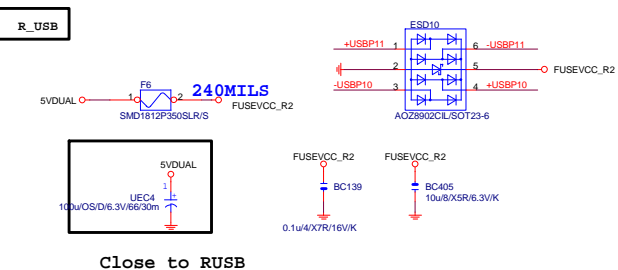 R_USB
ESD10
+USBP11 1 6 -USBP11
2 5 FUSEVCC_R2
-USBP10 3 4 +USBP10
AOZ8902CIL/SOT23-6
F6 240MILS
5VDUAL 1 2 FUSEVCC_R2
SMD1812P350SLR/S
5VDUAL
1
UEC4 +
100u/OS/D/6.3V/66/30m
FUSEVCC_R2
BC139
0.1u/4/X7R/16V/K
FUSEVCC_R2
BC405
10u/8/X5R/6.3V/K
Close to RUSB